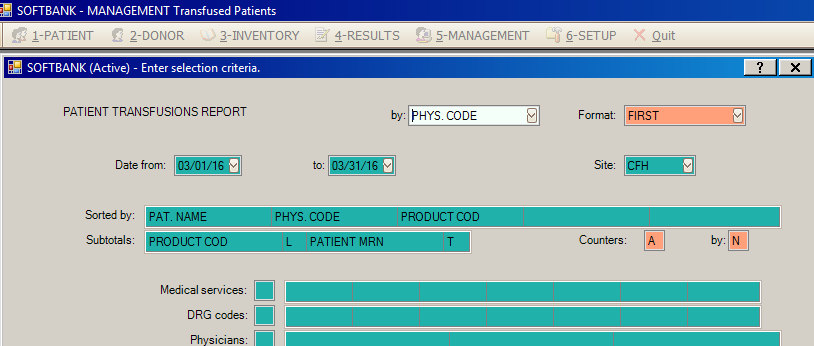 SOFTBANK - MANAGEMENT Transfused Patients
1-PATIENT 2-DONOR 3-INVENTORY 4-RESULTS 5-MANAGEMENT 6-SETUP Quit
SOFTBANK (Active) - Enter selection criteria. ? X
PATIENT TRANSFUSIONS REPORT by: PHYS. CODE Format: FIRST
Date from: 03/01/16 to: 03/31/16 Site: CFH
Sorted by: PAT. NAME PHYS. CODE PRODUCT COD
Subtotals: PRODUCT COD L PATIENT MRN T Counters: A by: N
Medical services:
DRG codes:
Physicians: